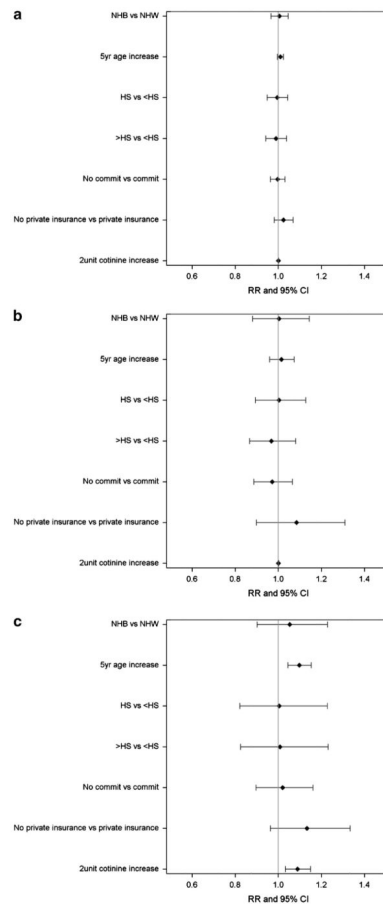 a
NHB vs NHW
5yr age increase
HS vs <HS
>HS vs <HS
No commit vs commit
No private insurance vs private insurance
2unit cotinine increase
0.6 0.8 1.0 1.2 1.4
RR and 95% CI
b
NHB vs NHW
5yr age increase
HS vs <HS
>HS vs <HS
No commit vs commit
No private insurance vs private insurance
2unit cotinine increase
0.6 0.8 1.0 1.2 1.4
RR and 95% CI
c
NHB vs NHW
5yr age increase
HS vs <HS
>HS vs <HS
No commit vs commit
No private insurance vs private insurance
2unit cotinine increase
0.6 0.8 1.0 1.2 1.4
RR and 95% CI